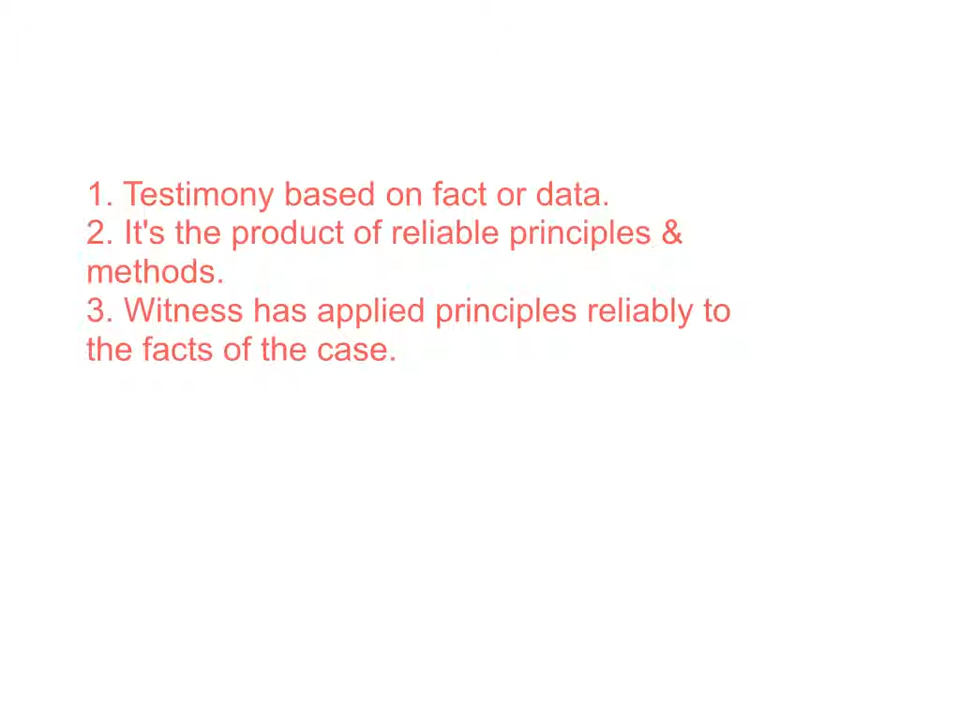 1. Testimony based on fact or data.
2. It's the product of reliable principles &
methods.
3. Witness has applied principles reliably to
the facts of the case.